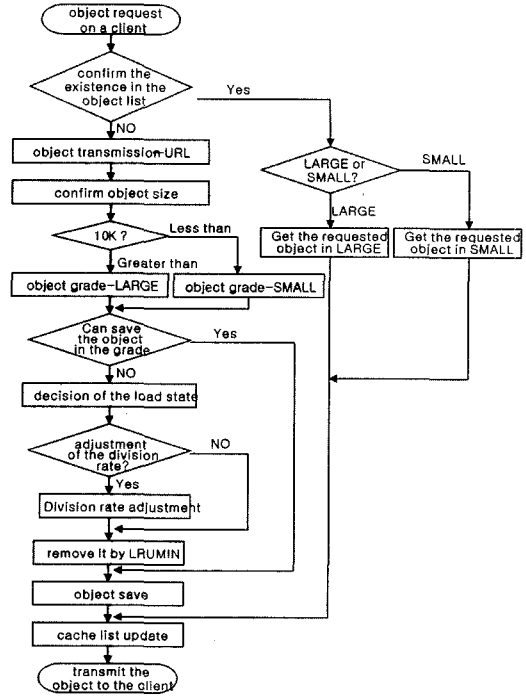 object request
on a client
confirm the
existence in the
object list
Yes
NO
object transmission-URL
LARGE or
SMALL?
SMALL
confirm object size
LARGE
10K ?
Less than
Get the requested
object in LARGE
Get the requested
object in SMALL
Greater than
object grade-LARGE
object grade-SMALL
Can save
the object
in the grade
Yes
NO
decision of the load state
adjustment
of the division
rate?
NO
Yes
Division rate adjustment
remove it by LRUMIN
object save
cache list update
transmit the
object to the client